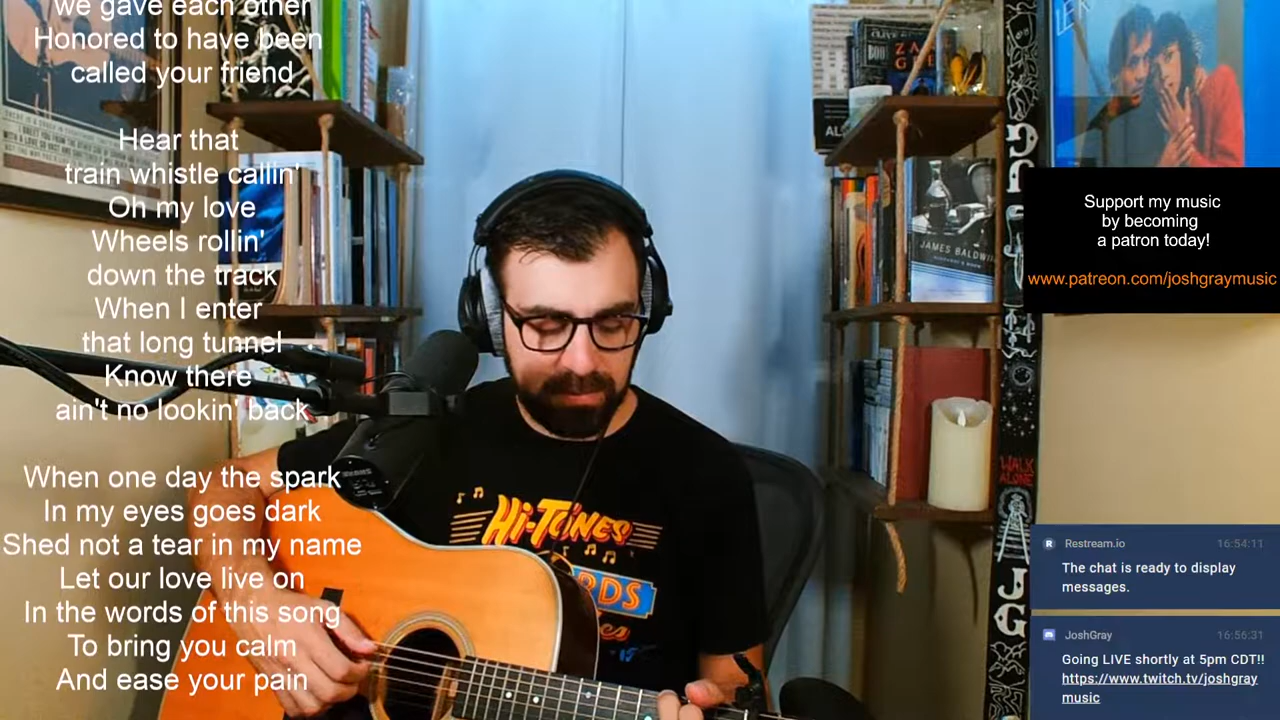 we gave each other
Honored to have been
called your friend
Hear that
train whistle callin'
Oh my love
Wheels rollin'
down the track
When I enter
that long tunnel
Know there
ain't no lookin' back
When one day the spark
In my eyes goes dark
Shed not a tear in my name
Let our love live on
In the words of this song
To bring you calm
And ease your pain
Hi-Tones
JAMES BALDWIN
WALK
ALONE
J
G
Support my music
by becoming
a patron today!
www.patreon.com/joshgraymusic
Restream.io 16:54:11
The chat is ready to display
messages.
JoshGray 16:56:31
Going LIVE shortly at 5pm CDT!!
https://www.twitch.tv/joshgray
music